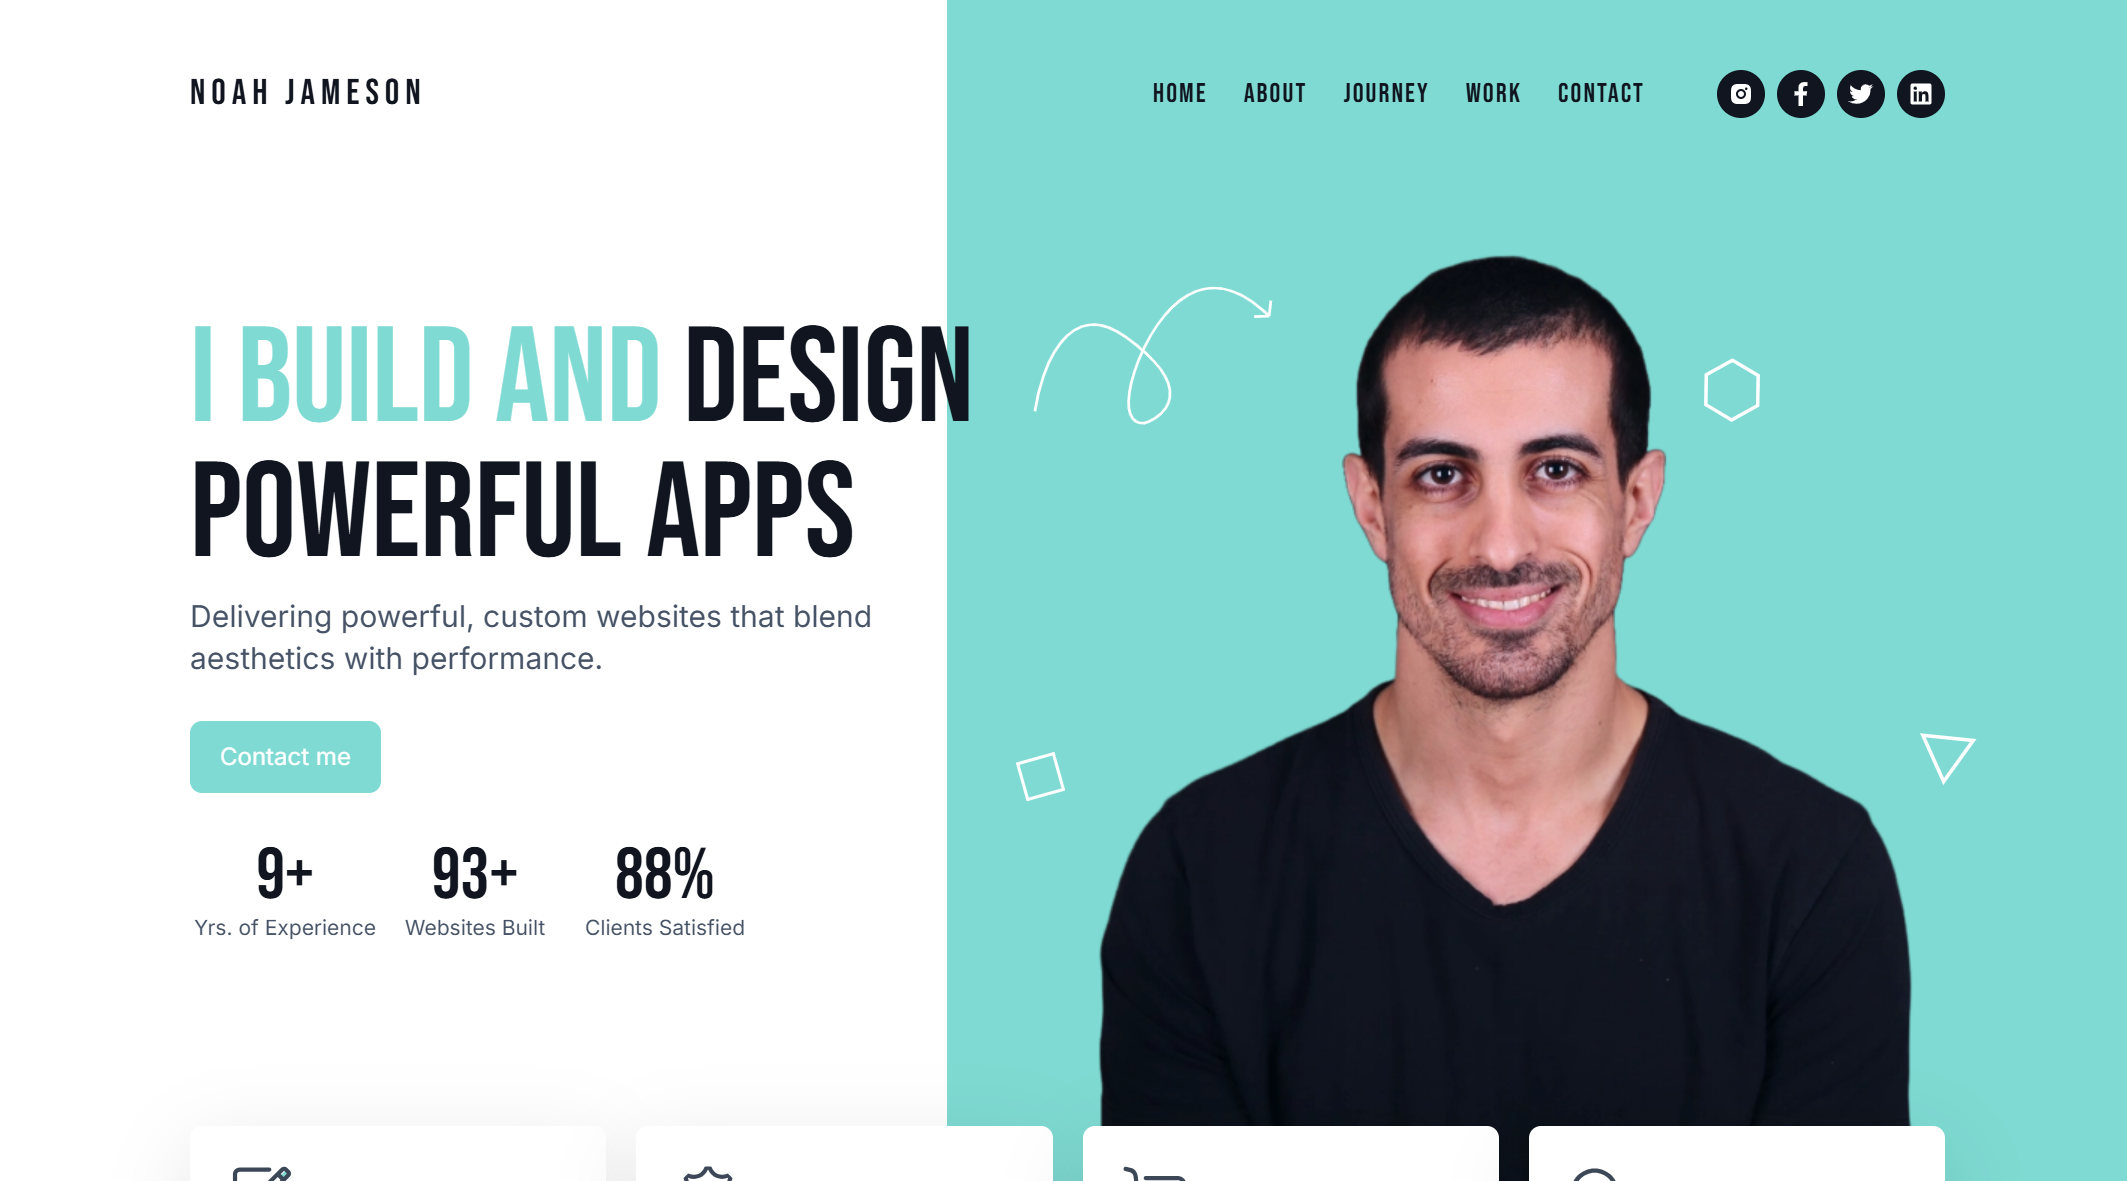 NOAH JAMESON
HOME ABOUT JOURNEY WORK CONTACT
I BUILD AND DESIGN
POWERFUL APPS
Delivering powerful, custom websites that blend
aesthetics with performance.
Contact me
9+ 93+ 88%
Yrs. of Experience Websites Built Clients Satisfied